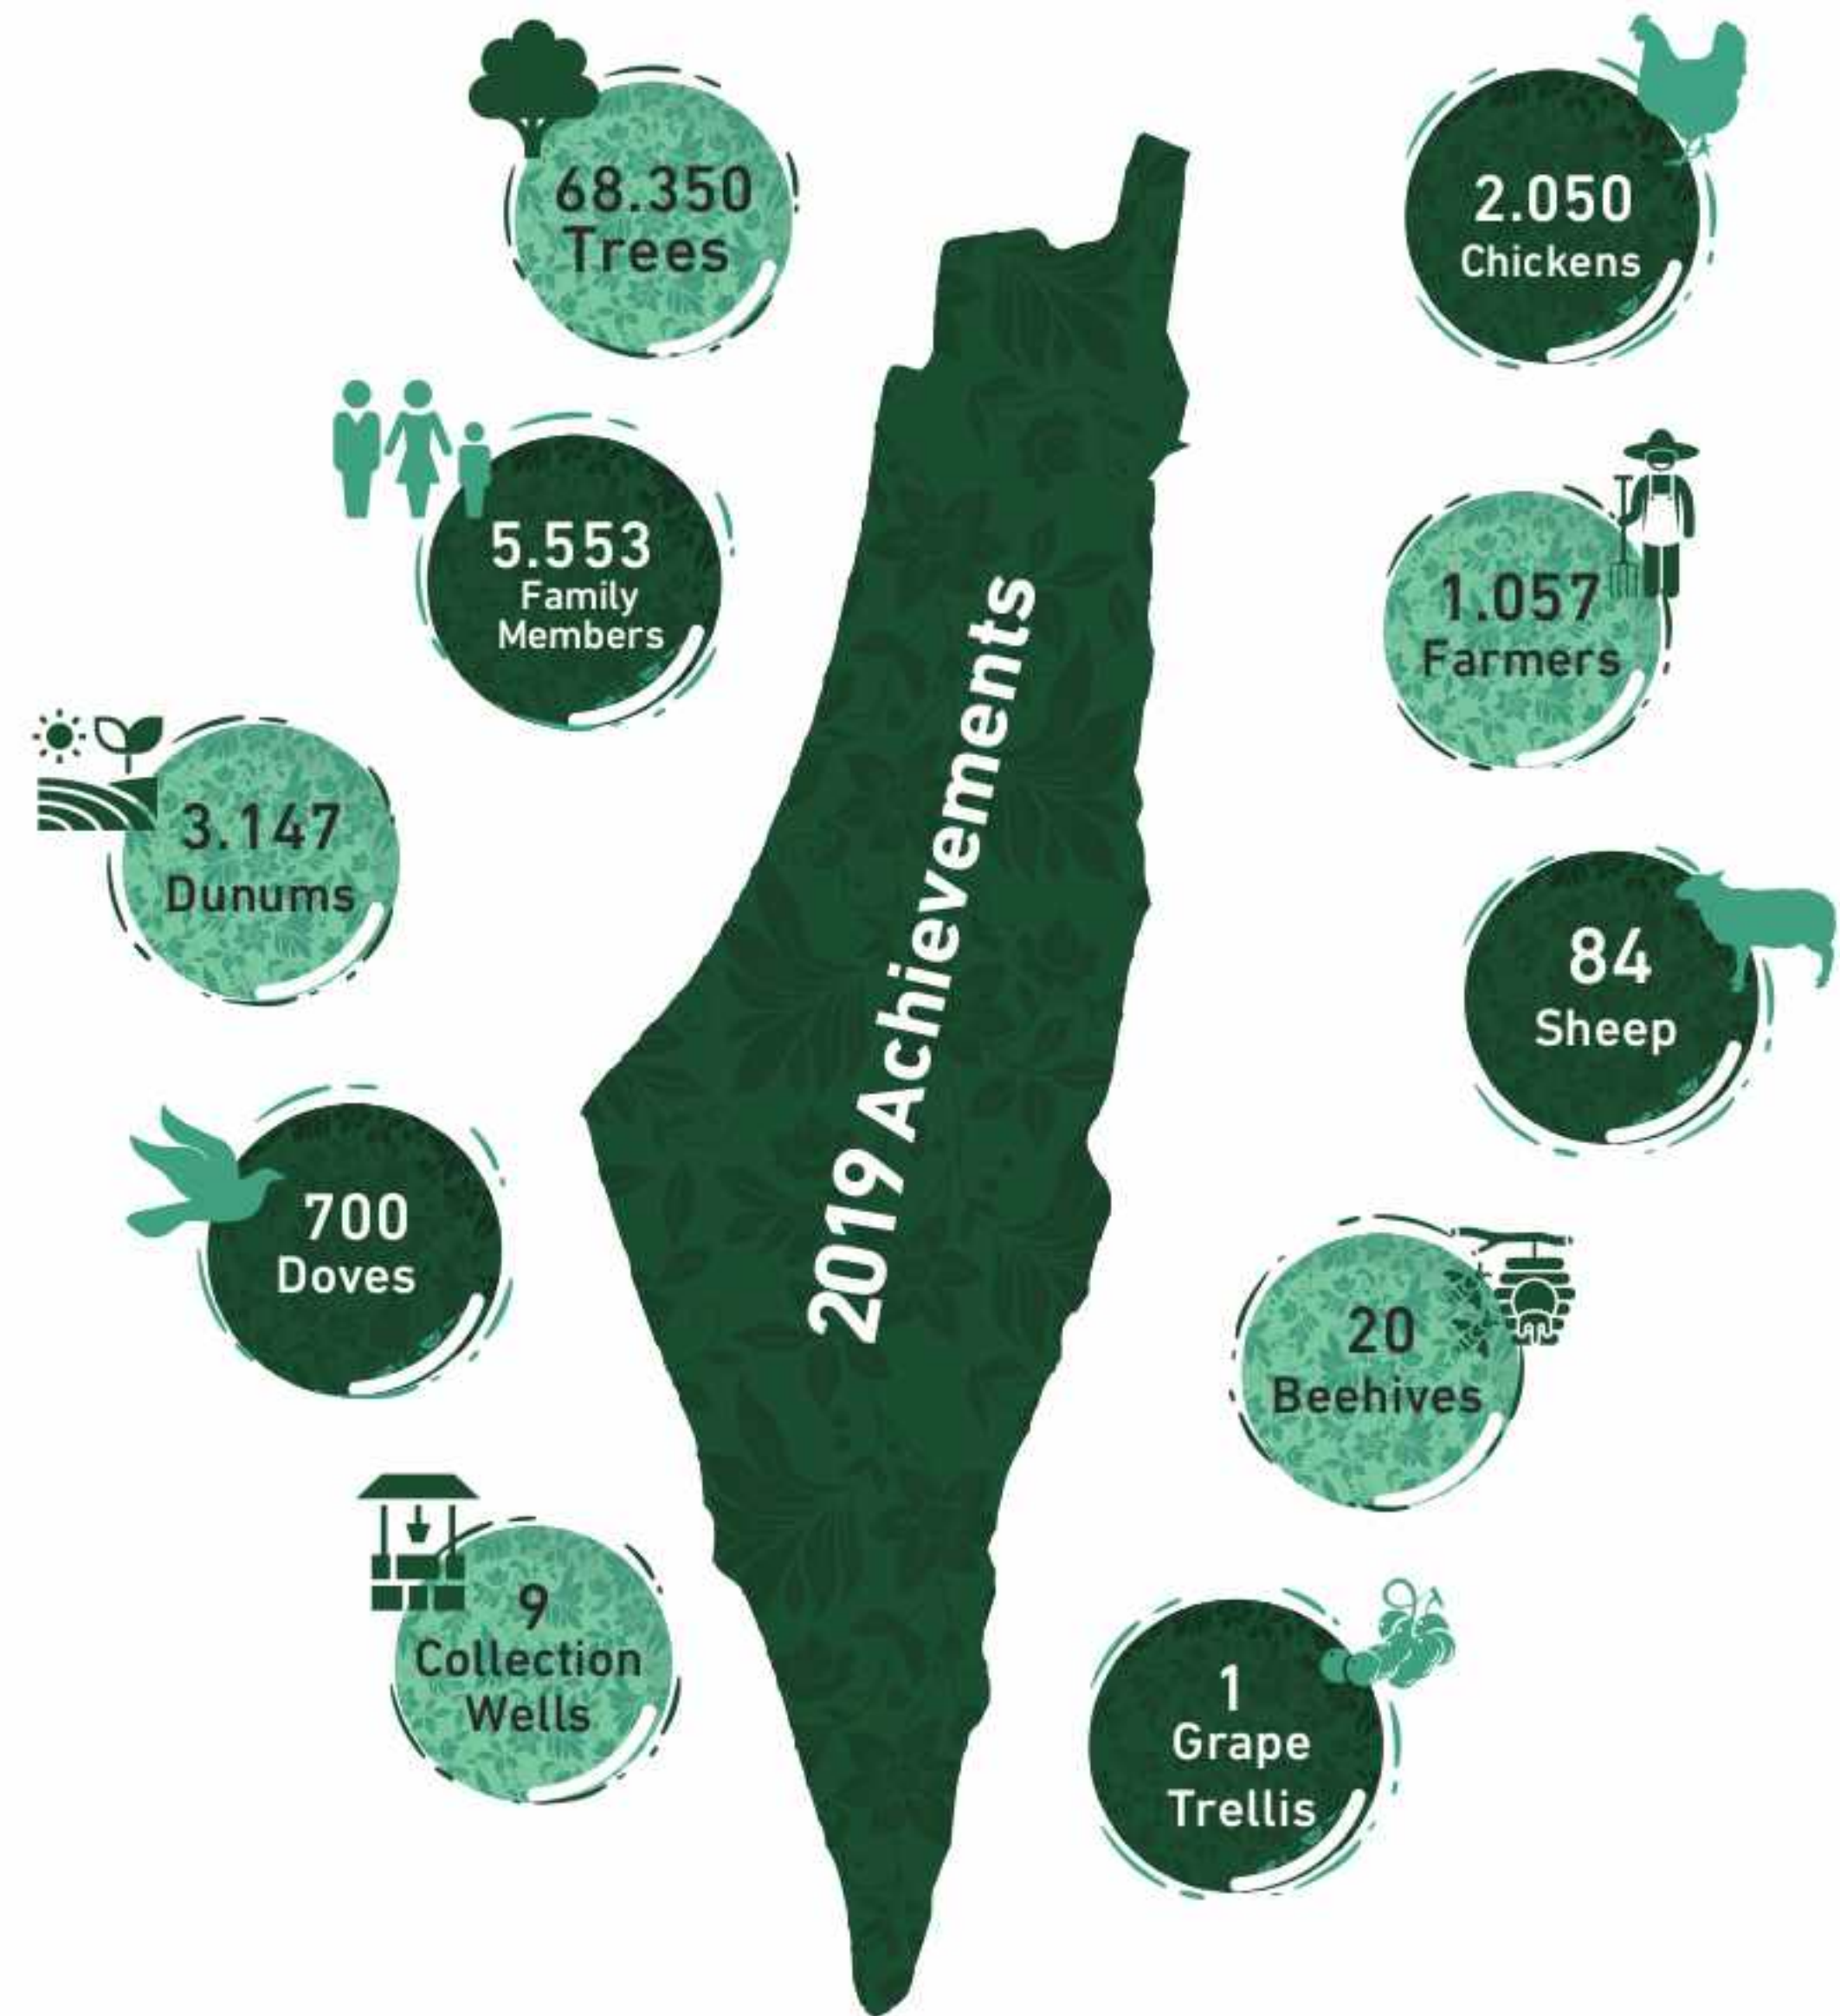 68.350
Trees
2.050
Chickens
5.553
Family
Members
1.057
Farmers
3.147
Dunums
84
Sheep
2019 Achievements
700
Doves
20
Beehives
9
Collection
Wells
1
Grape
Trellis